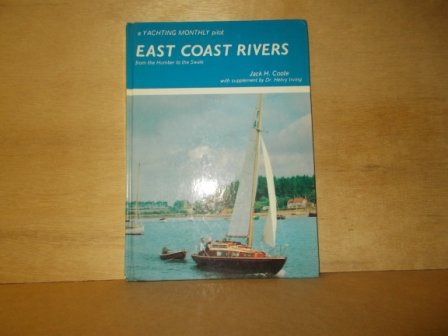 a YACHTING MONTHLY pilot
EAST COAST RIVERS
from the Humber to the Swale
Jack H. Coote
with supplement by Dr. Henry Irving